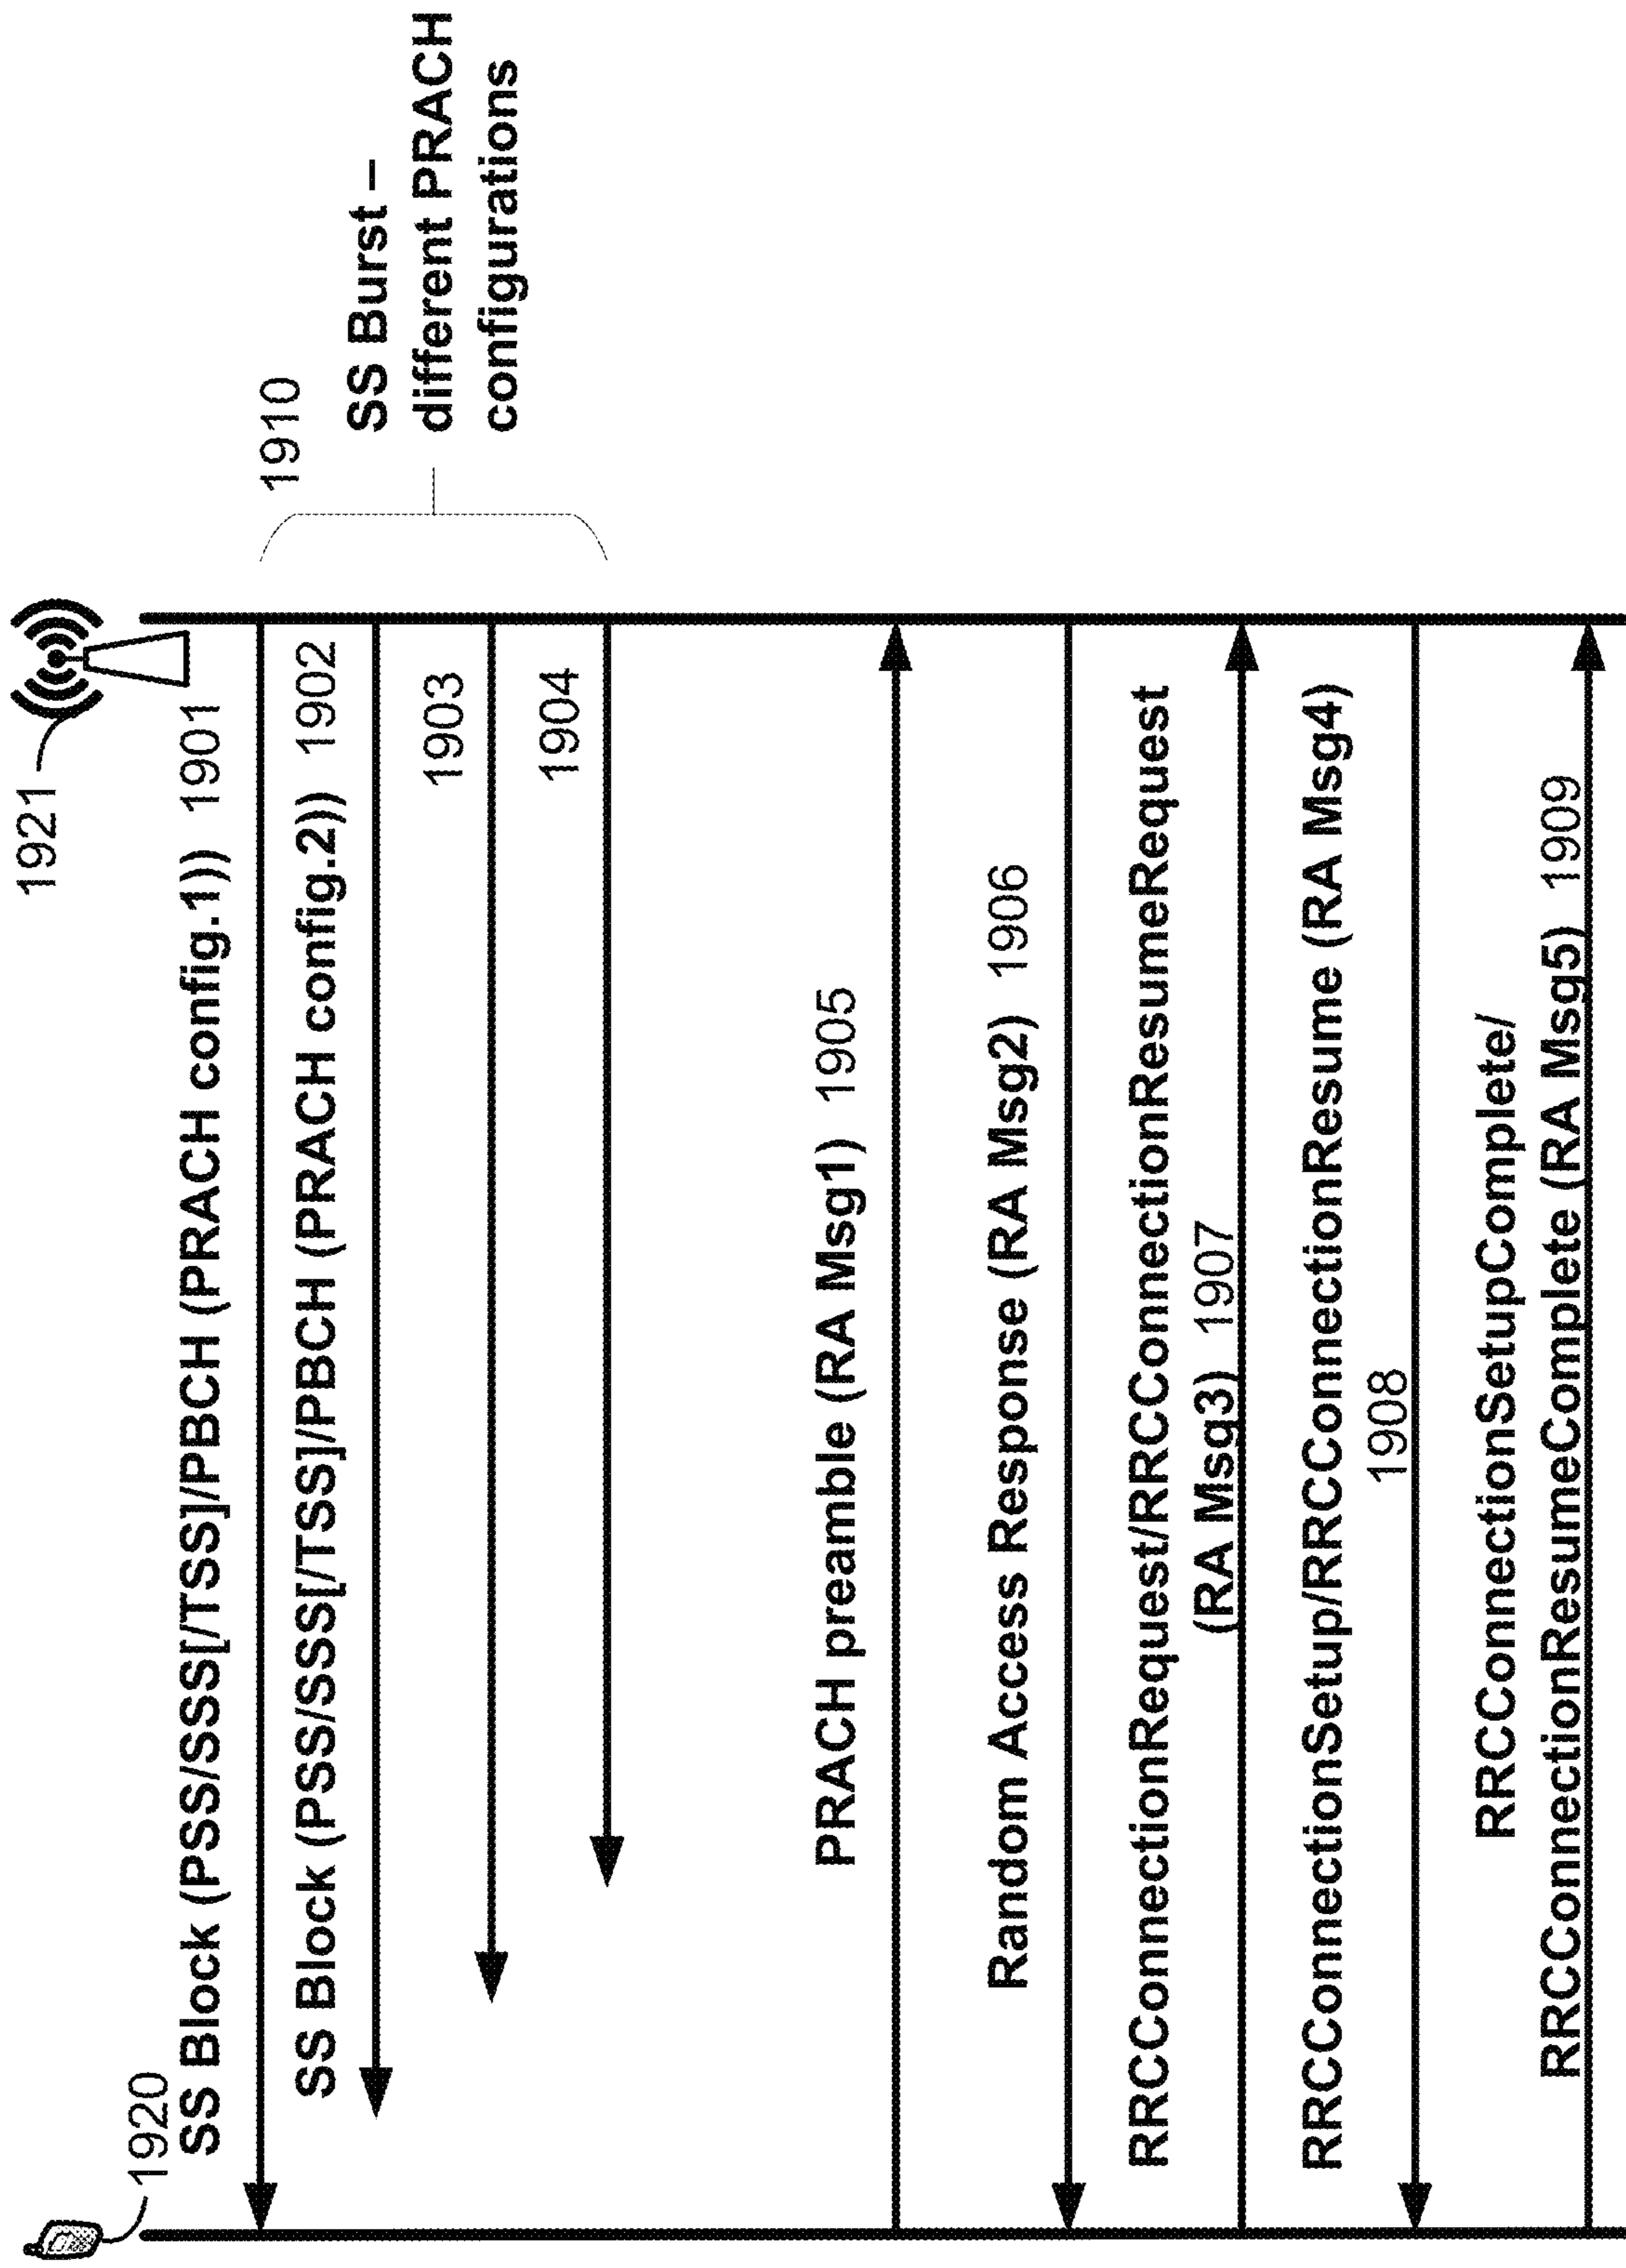 1920
1921
SS Block (PSS/SSS[/TSS]/PBCH (PRACH config.1)) 1901
SS Block (PSS/SSS[/TSS]/PBCH (PRACH config.2)) 1902
1903
1904
1910
SS Burst –
different PRACH
configurations
PRACH preamble (RA Msg1) 1905
Random Access Response (RA Msg2) 1906
RRCConnectionRequest/RRCConnectionResumeRequest
(RA Msg3) 1907
RRCConnectionSetup/RRCConnectionResume (RA Msg4)
1908
RRCConnectionSetupComplete/
RRCConnectionResumeComplete (RA Msg5) 1909